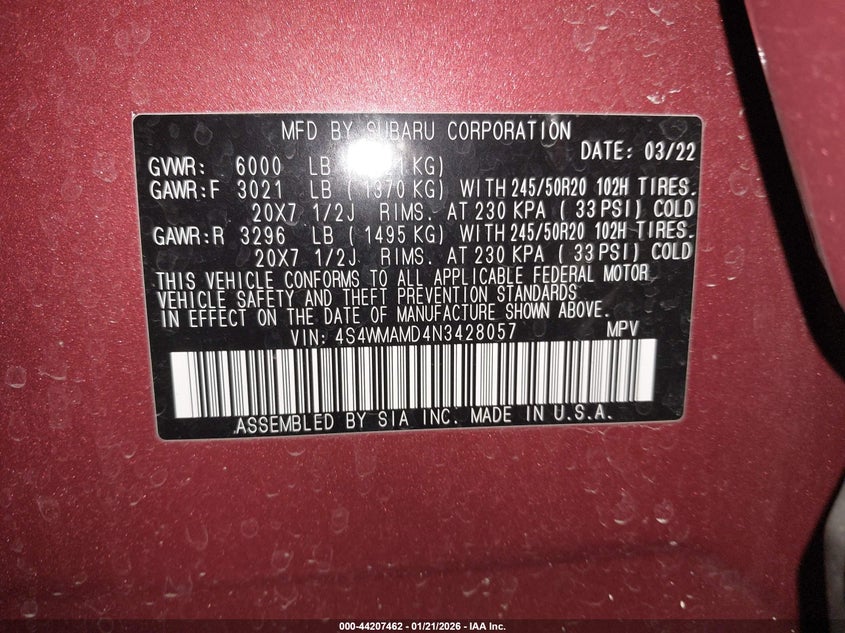 MFD BY SUBARU CORPORATION
DATE: 03/22
GVWR: 6000 LB ( KG)
GAWR:F 3021 LB ( 1370 KG) WITH 245/50R20 102H TIRES.
20X7 1/2J RIMS. AT 230 KPA ( 33 PSI) COLD
GAWR:R 3296 LB ( 1495 KG) WITH 245/50R20 102H TIRES.
20X7 1/2J RIMS. AT 230 KPA ( 33 PSI) COLD
THIS VEHICLE CONFORMS TO ALL APPLICABLE FEDERAL MOTOR
VEHICLE SAFETY AND THEFT PREVENTION STANDARDS
IN EFFECT ON THE DATE OF MANUFACTURE SHOWN ABOVE.
VIN: 4S4WMAMD4N3428057 MPV
ASSEMBLED BY SIA INC. MADE IN U.S.A.
000-44207462 - 01/21/2026 - IAA Inc.